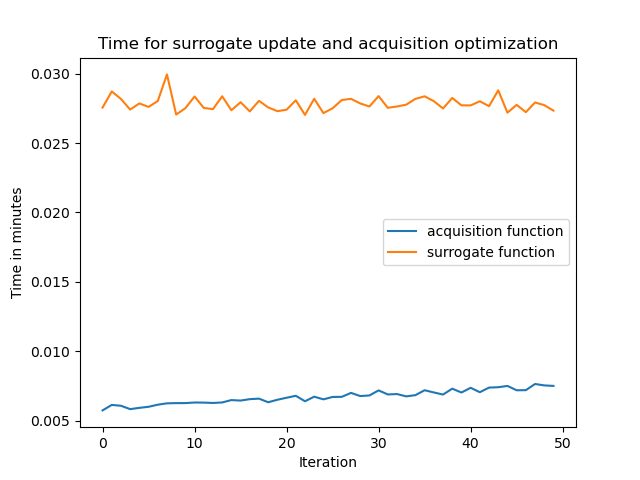 Time for surrogate update and acquisition optimization
0.030
0.025
0.020
0.015
0.010
0.005
Time in minutes
acquisition function
surrogate function
0 10 20 30 40 50
Iteration